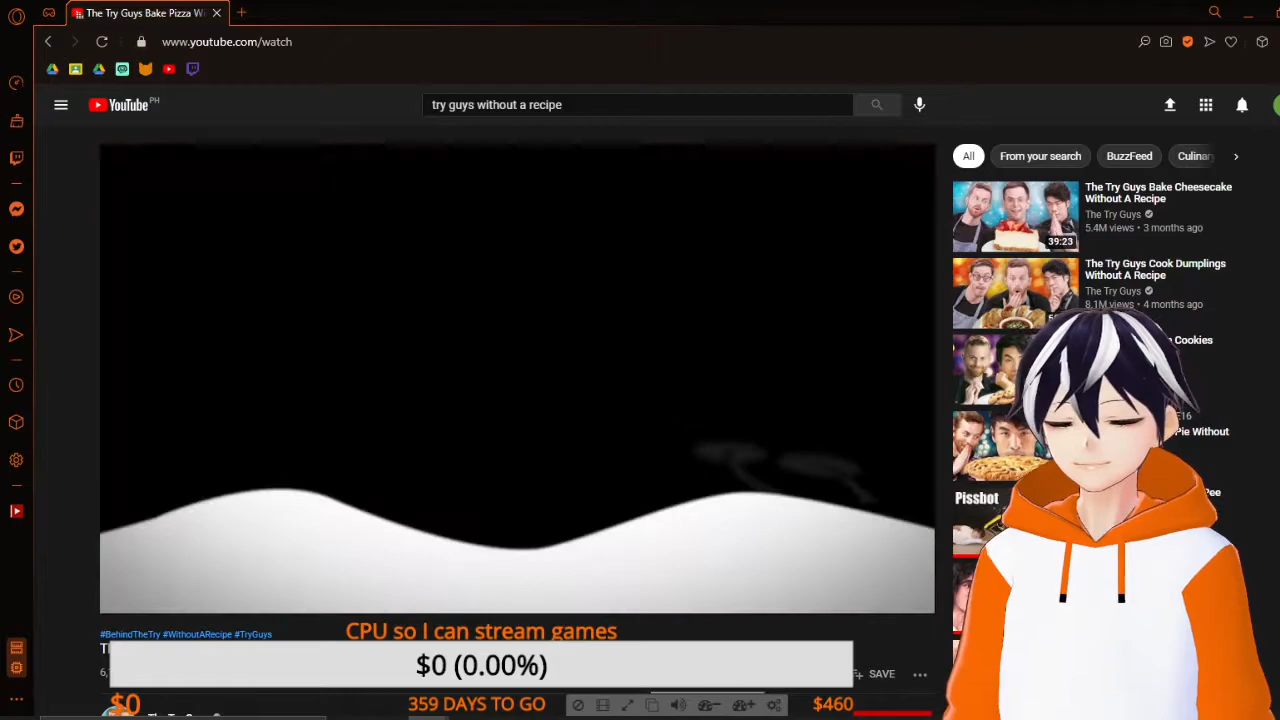 The Try Guys Bake Pizza Wi
www.youtube.com/watch
YouTube PH
try guys without a recipe
All
From your search
BuzzFeed
Culinary
The Try Guys Bake Cheesecake
Without A Recipe
The Try Guys
5.4M views • 3 months ago
39:23
The Try Guys Cook Dumplings
Without A Recipe
The Try Guys
8.1M views • 4 months ago
Cookies
E16
Pie Without
Pissbot
Pee
#BehindTheTry #WithoutARecipe #TryGuys
CPU so I can stream games
$0 (0.00%)
SAVE
$0
359 DAYS TO GO
$460